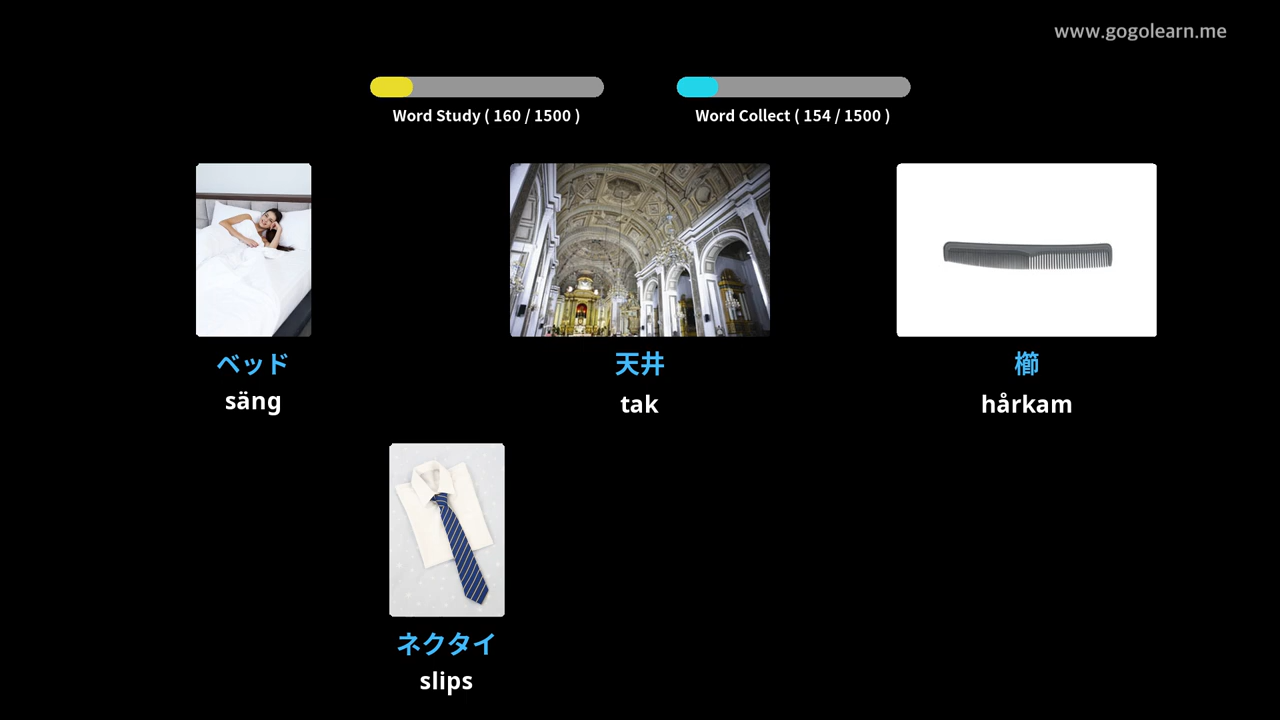 www.gogolearn.me
Word Study ( 160 / 1500 )
Word Collect ( 154 / 1500 )
ベッド
säng
天井
tak
櫛
hårkam
ネクタイ
slips